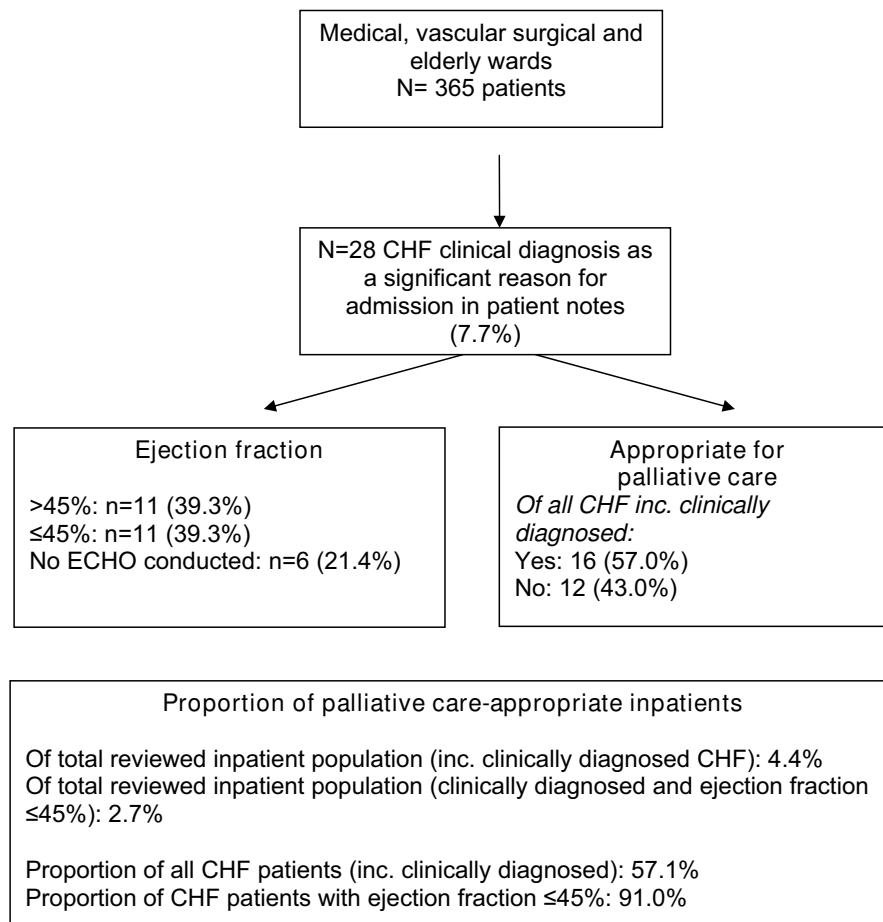 Medical, vascular surgical and
elderly wards
N= 365 patients
N=28 CHF clinical diagnosis as
a significant reason for
admission in patient notes
(7.7%)
Ejection fraction
>45%: n=11 (39.3%)
≤45%: n=11 (39.3%)
No ECHO conducted: n=6 (21.4%)
Appropriate for
palliative care
Of all CHF inc. clinically
diagnosed:
Yes: 16 (57.0%)
No: 12 (43.0%)
Proportion of palliative care-appropriate inpatients
Of total reviewed inpatient population (inc. clinically diagnosed CHF): 4.4%
Of total reviewed inpatient population (clinically diagnosed and ejection fraction
≤45%): 2.7%
Proportion of all CHF patients (inc. clinically diagnosed): 57.1%
Proportion of CHF patients with ejection fraction ≤45%: 91.0%